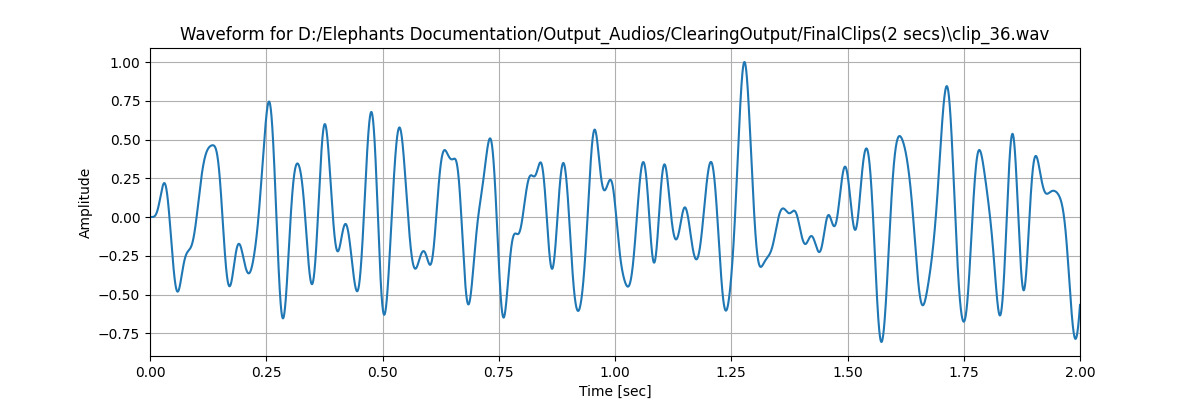 Waveform for D:/Elephants Documentation/Output_Audios/ClearingOutput/FinalClips(2 secs)\clip_36.wav
1.00
0.75
0.50
0.25
0.00
−0.25
−0.50
−0.75
Amplitude
0.00 0.25 0.50 0.75 1.00 1.25 1.50 1.75 2.00
Time [sec]